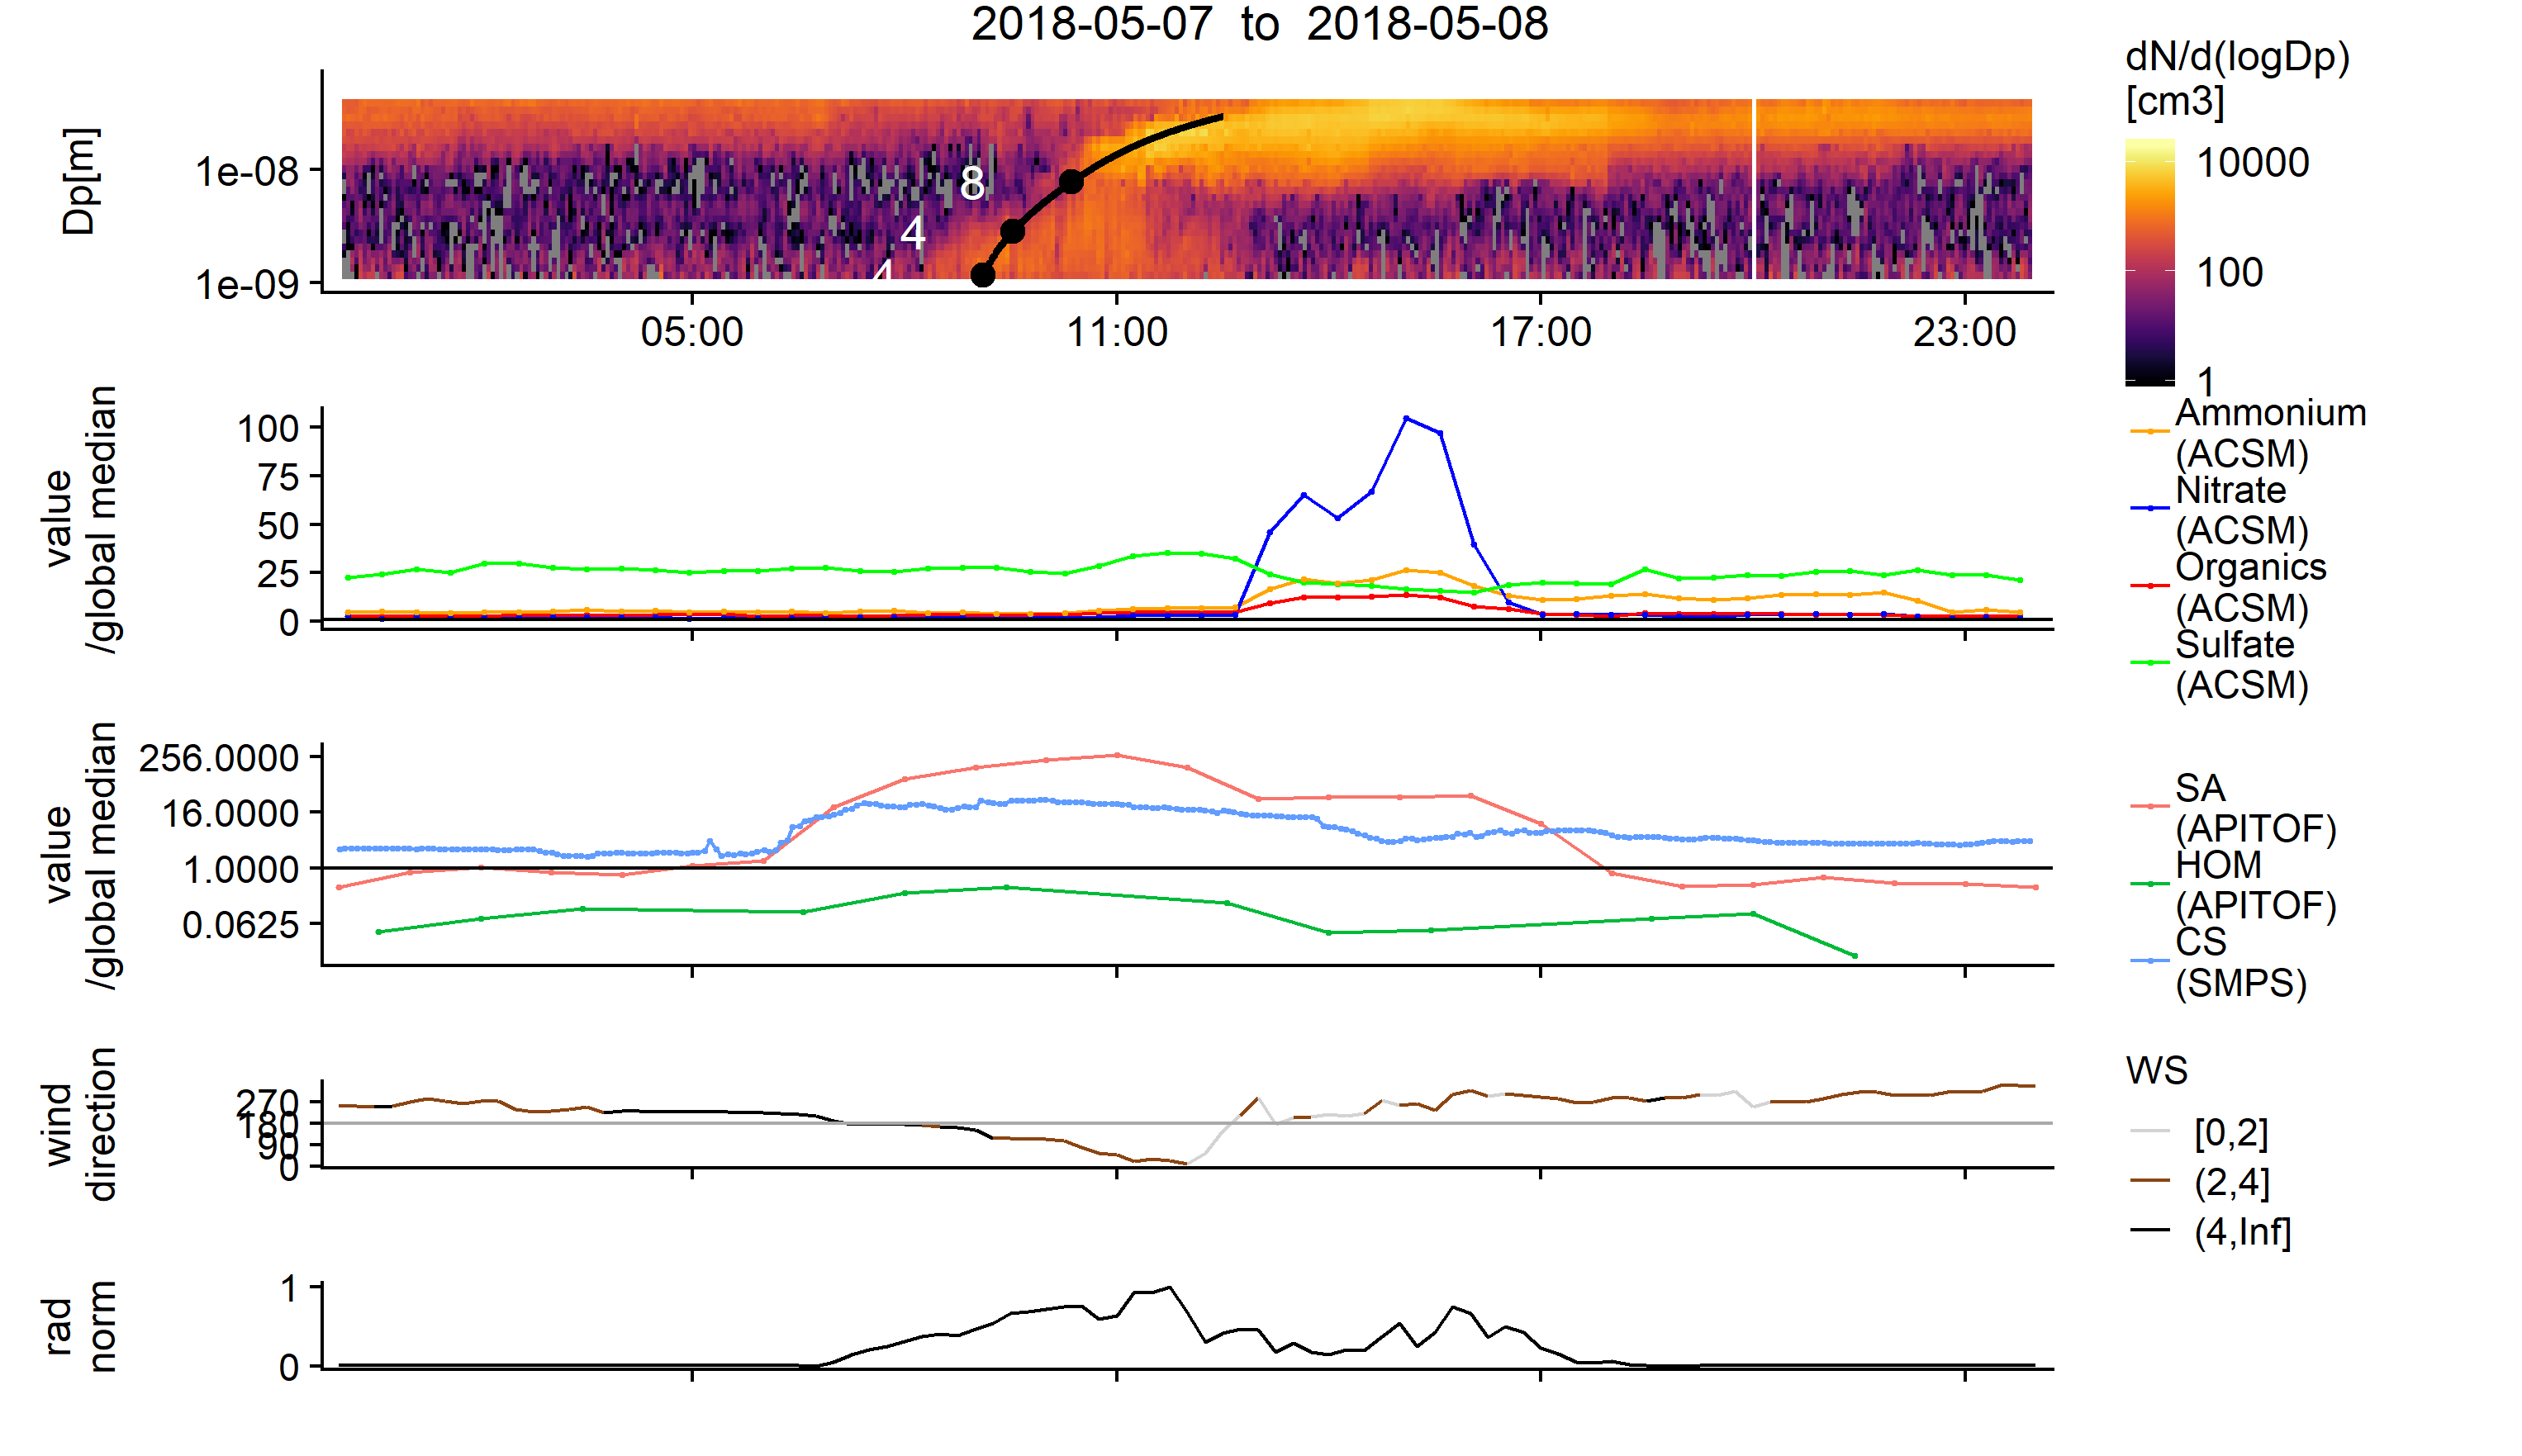 2018-05-07 to 2018-05-08
Dp[m]
1e-08
1e-09
8
4
4
05:00
11:00
17:00
23:00
dN/d(logDp)
[cm3]
10000
100
1
value
/global median
100
75
50
25
0
Ammonium
(ACSM)
Nitrate
(ACSM)
Organics
(ACSM)
Sulfate
(ACSM)
value
/global median
256.0000
16.0000
1.0000
0.0625
SA
(APITOF)
HOM
(APITOF)
CS
(SMPS)
wind
direction
270
180
90
0
WS
[0,2]
(2,4]
(4,Inf]
rad
norm
1
0